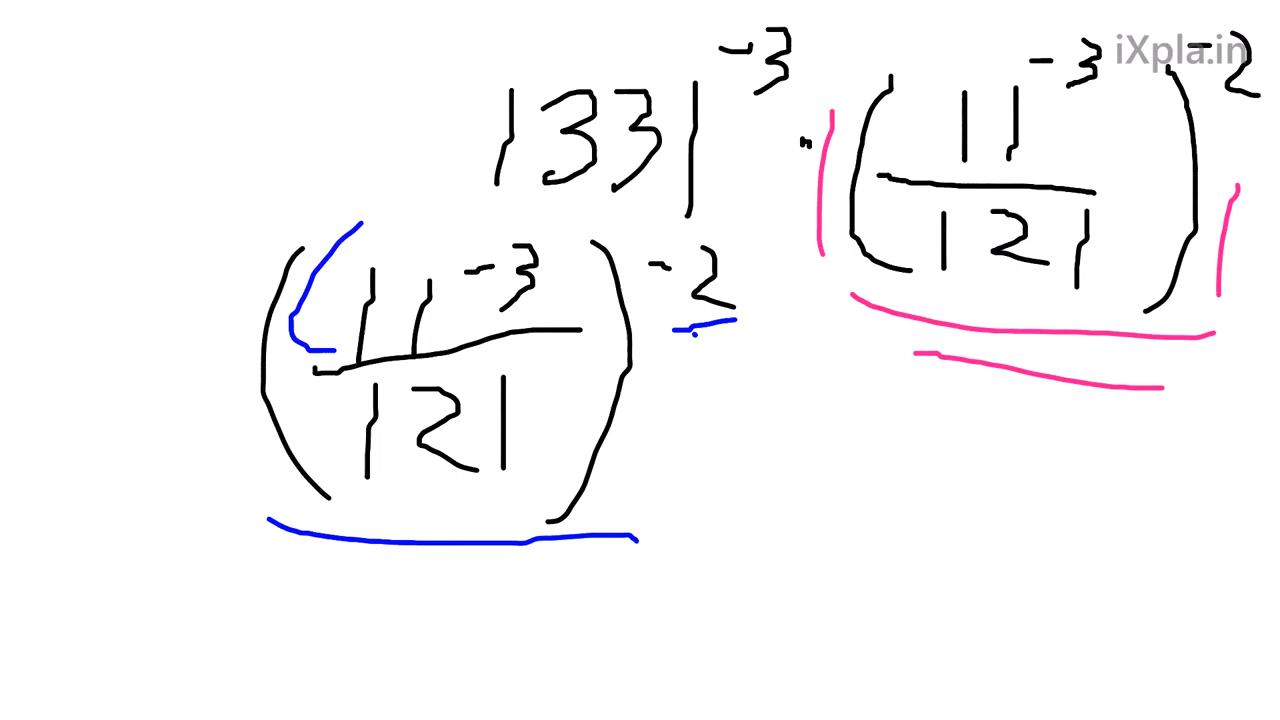 iXpla.in
1331^-3 · (11^-3 / 121)^-2
(11^-3 / 121)^-2